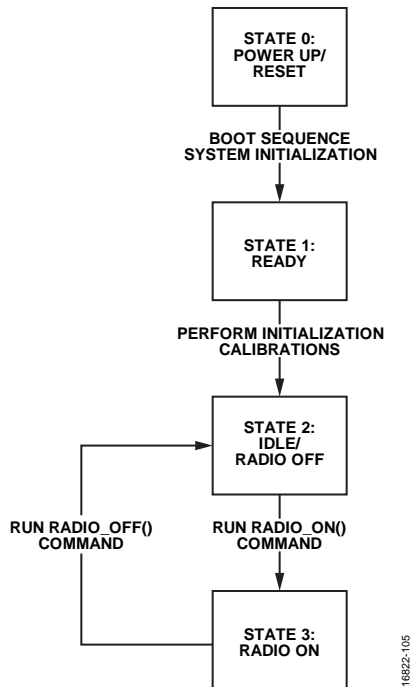 STATE 0:
POWER UP/
RESET
BOOT SEQUENCE
SYSTEM INITIALIZATION
STATE 1:
READY
PERFORM INITIALIZATION
CALIBRATIONS
STATE 2:
IDLE/
RADIO OFF
RUN RADIO_OFF()
COMMAND
RUN RADIO_ON()
COMMAND
STATE 3:
RADIO ON
16822-105